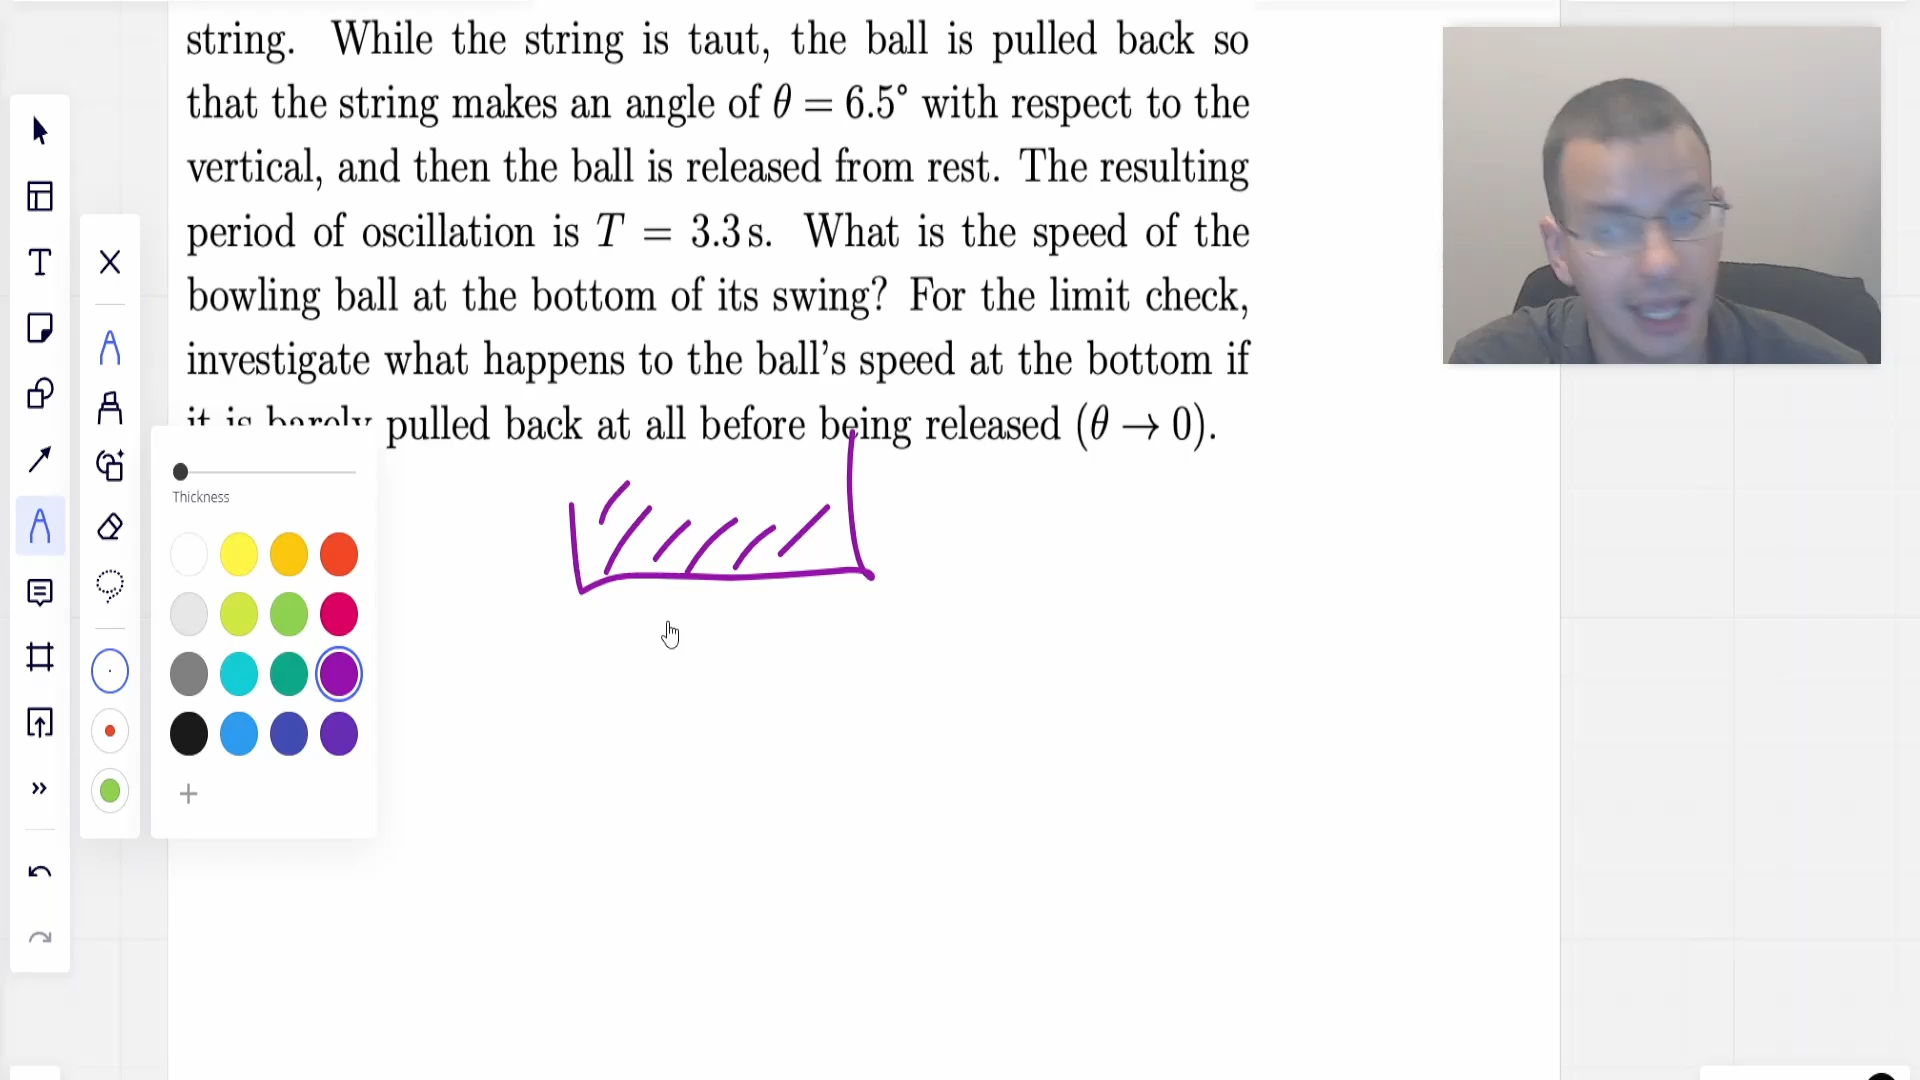 string. While the string is taut, the ball is pulled back so
that the string makes an angle of θ = 6.5° with respect to the
vertical, and then the ball is released from rest. The resulting
period of oscillation is T = 3.3 s. What is the speed of the
bowling ball at the bottom of its swing? For the limit check,
investigate what happens to the ball's speed at the bottom if
it is barely pulled back at all before being released (θ → 0).
Thickness